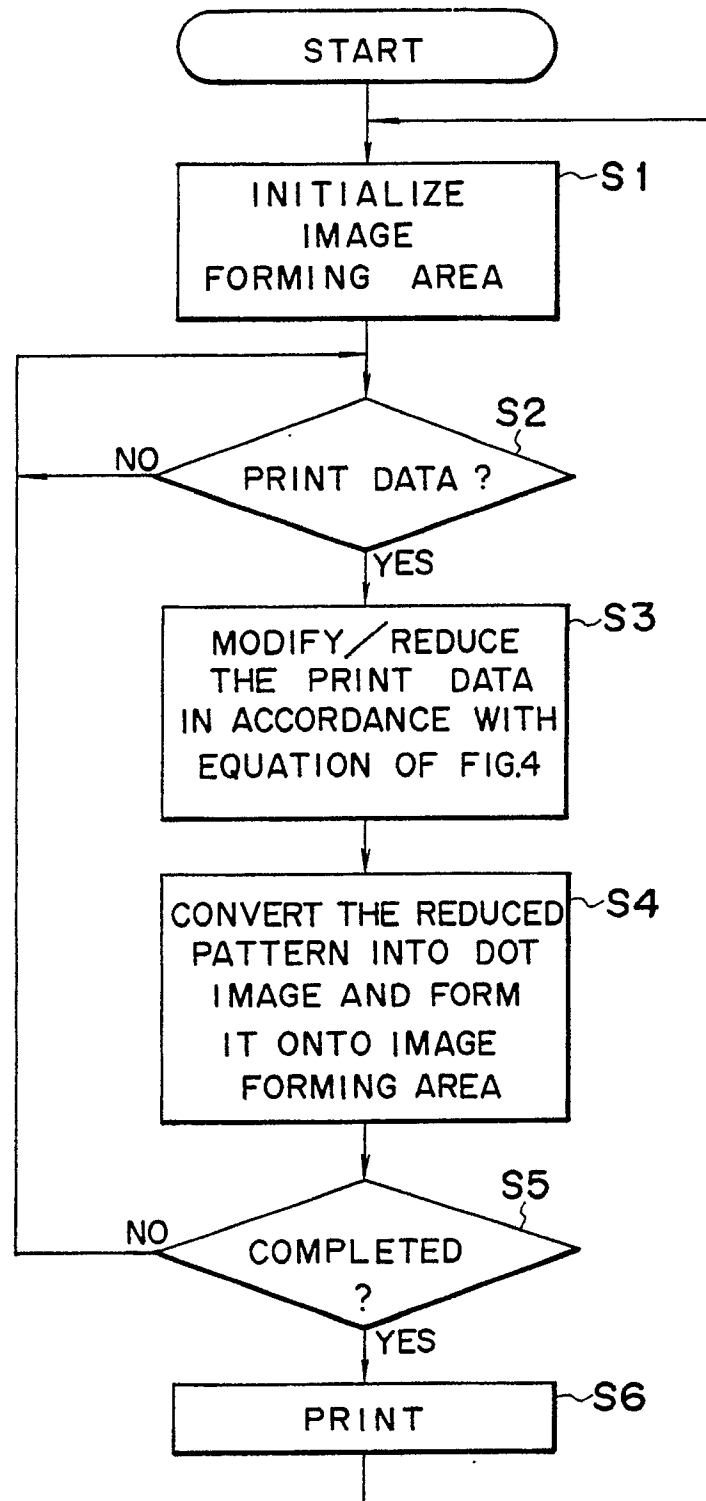 START
S1
INITIALIZE
IMAGE
FORMING AREA
S2
NO
PRINT DATA ?
YES
S3
MODIFY/REDUCE
THE PRINT DATA
IN ACCORDANCE WITH
EQUATION OF FIG.4
S4
CONVERT THE REDUCED
PATTERN INTO DOT
IMAGE AND FORM
IT ONTO IMAGE
FORMING AREA
S5
NO
COMPLETED
?
YES
S6
PRINT